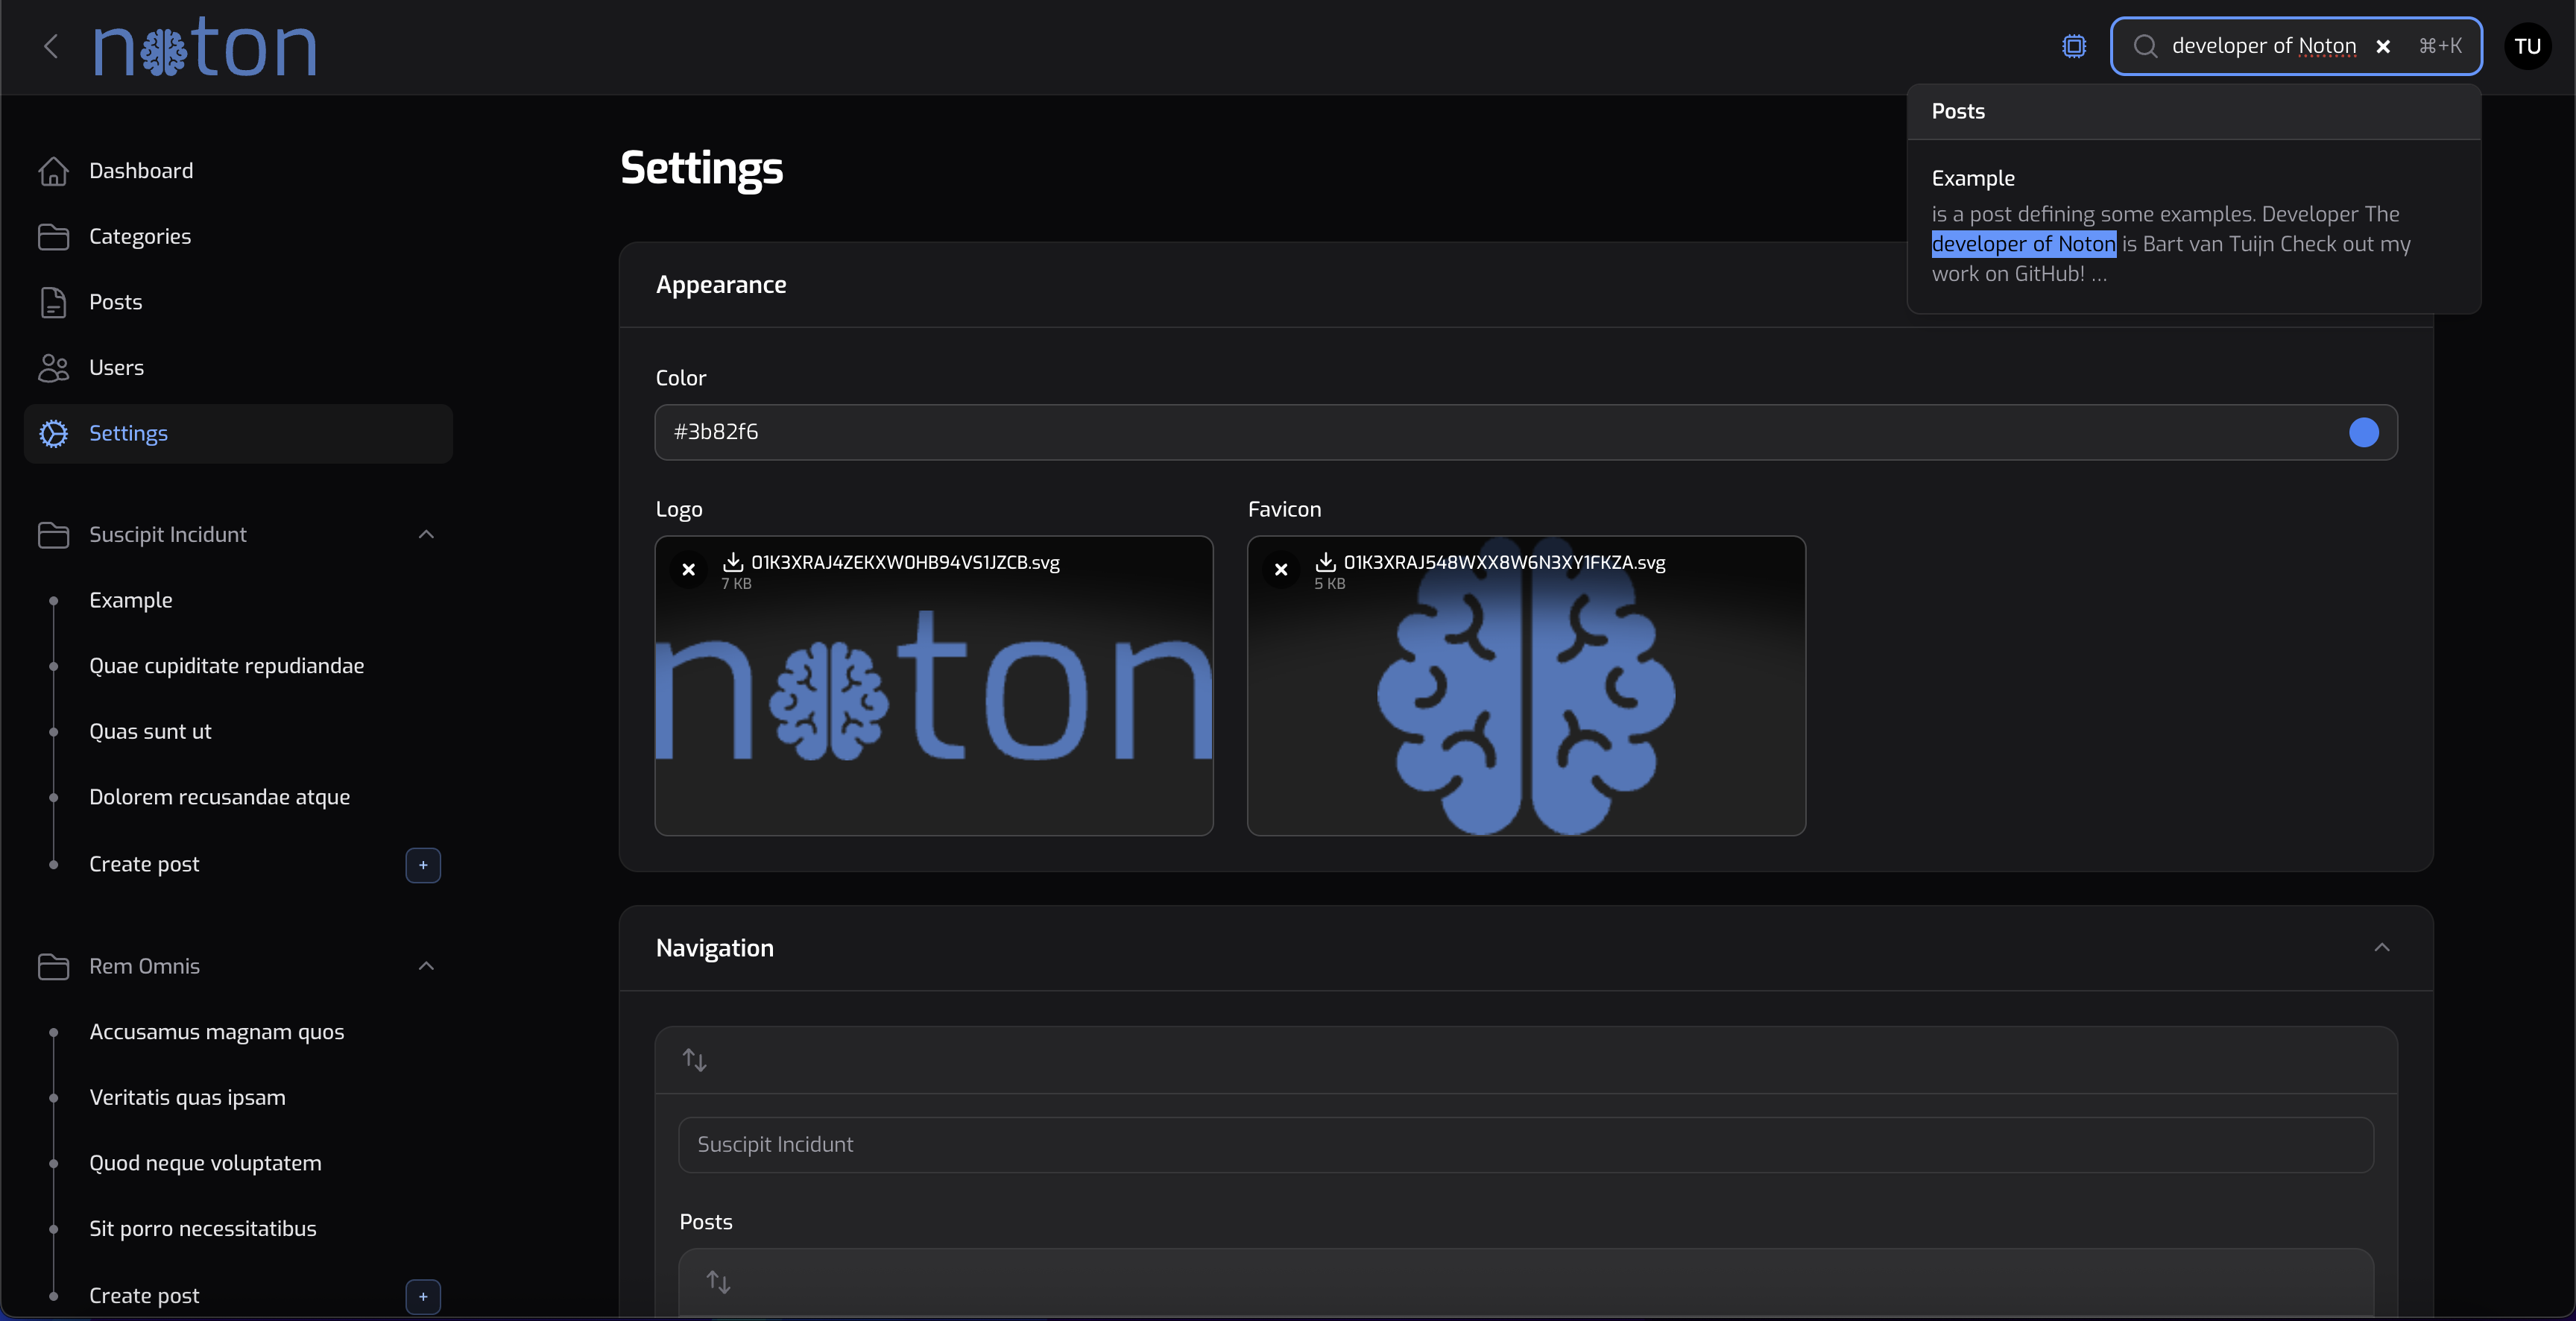 noton
developer of Noton
⌘+K
TU
Posts
Example
is a post defining some examples. Developer The
developer of Noton is Bart van Tuijn Check out my
work on GitHub! ...
Dashboard
Categories
Posts
Users
Settings
Suscipit Incidunt
Example
Quae cupiditate repudiandae
Quas sunt ut
Dolorem recusandae atque
Create post
+
Rem Omnis
Accusamus magnam quos
Veritatis quas ipsam
Quod neque voluptatem
Sit porro necessitatibus
Create post
+
Settings
Appearance
Color
#3b82f6
Logo
01K3XRAJ4ZEKXW0HB94VS1JZCB.svg
7 KB
noton
Favicon
01K3XRAJ548WXX8W6N3XY1FKZA.svg
5 KB
Navigation
Suscipit Incidunt
Posts